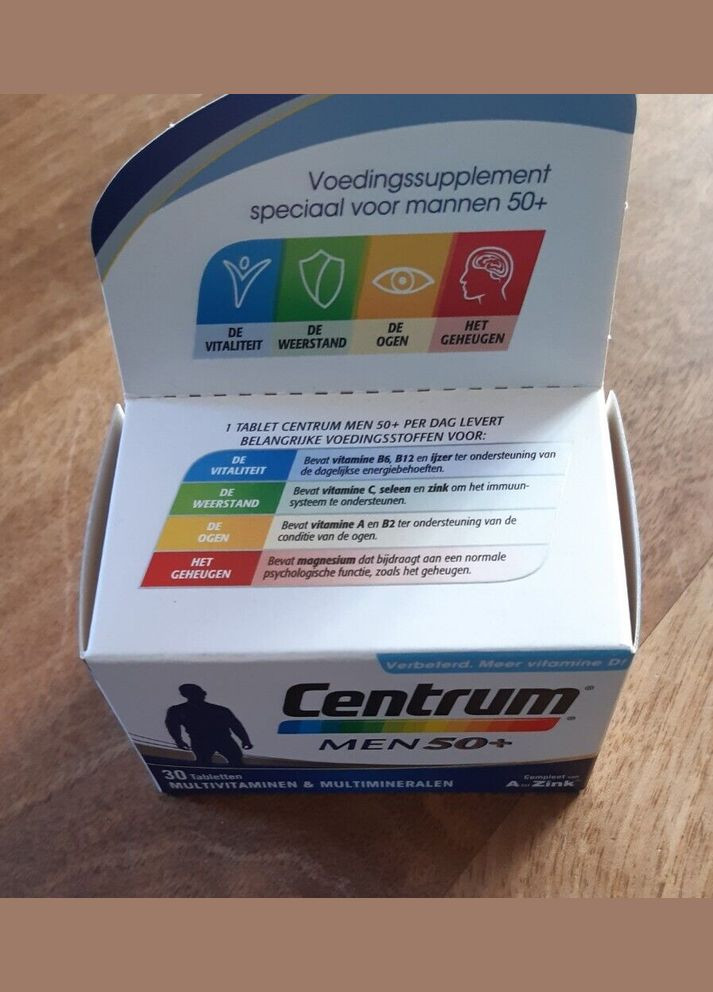 Voedingssupplement
speciaal voor mannen 50+
DE
VITALITEIT
DE
WEERSTAND
DE
OGEN
HET
GEHEUGEN
1 TABLET CENTRUM MEN 50+ PER DAG LEVERT
BELANGRIJKE VOEDINGSSTOFFEN VOOR:
DE
VITALITEIT
Bevat vitamine B6, B12 en ijzer ter ondersteuning van
de dagelijkse energiebehoeften.
DE
WEERSTAND
Bevat vitamine C, seleen en zink om het immuun-
systeem te ondersteunen.
DE
OGEN
Bevat vitamine A en B2 ter ondersteuning van de
conditie van de ogen.
HET
GEHEUGEN
Bevat magnesium dat bijdraagt aan een normale
psychologische functie, zoals het geheugen.
Verbeterd. Meer vitamine D!
Centrum®
MEN 50+
30 Tabletten
MULTIVITAMINEN & MULTIMINERALEN
Compleet van
A tot Zink